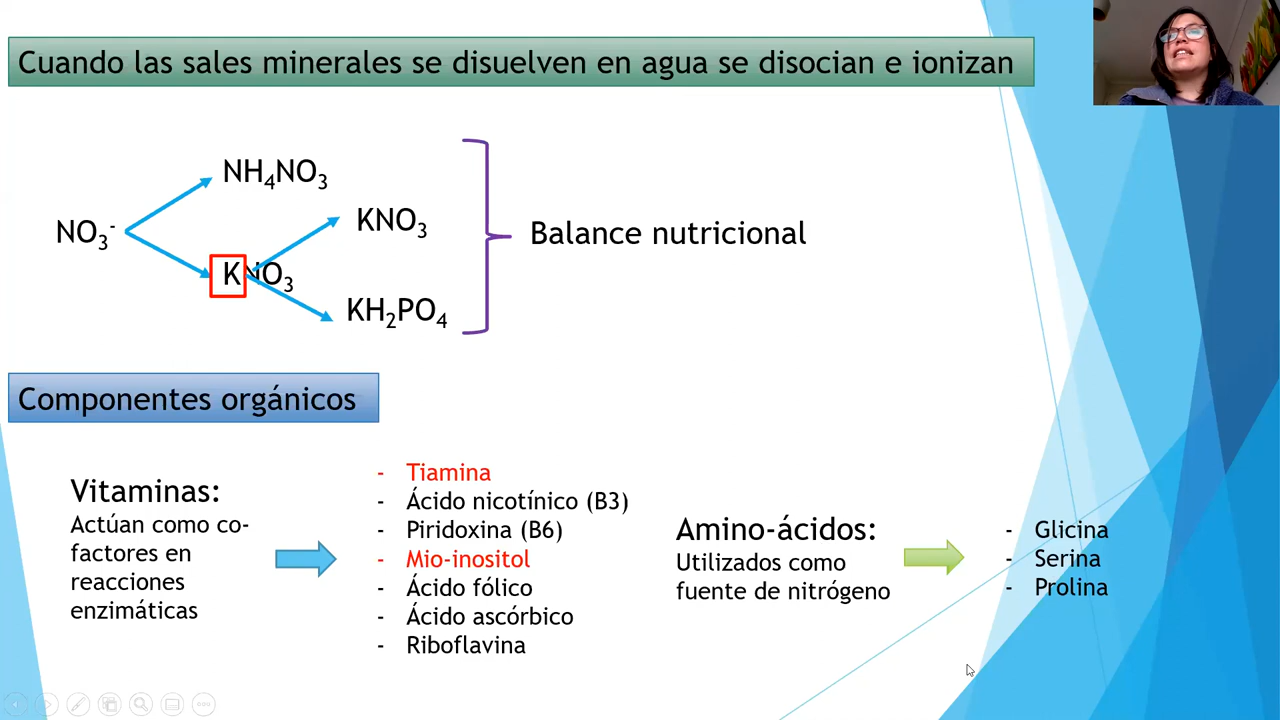 Cuando las sales minerales se disuelven en agua se disocian e ionizan
NH₄NO₃
KNO₃
NO₃⁻
Balance nutricional
KNO₃
KH₂PO₄
Componentes orgánicos
Vitaminas:
Actúan como co-
factores en
reacciones
enzimáticas
- Tiamina
- Ácido nicotínico (B3)
- Piridoxina (B6)
- Mio-inositol
- Ácido fólico
- Ácido ascórbico
- Riboflavina
Amino-ácidos:
Utilizados como
fuente de nitrógeno
- Glicina
- Serina
- Prolina